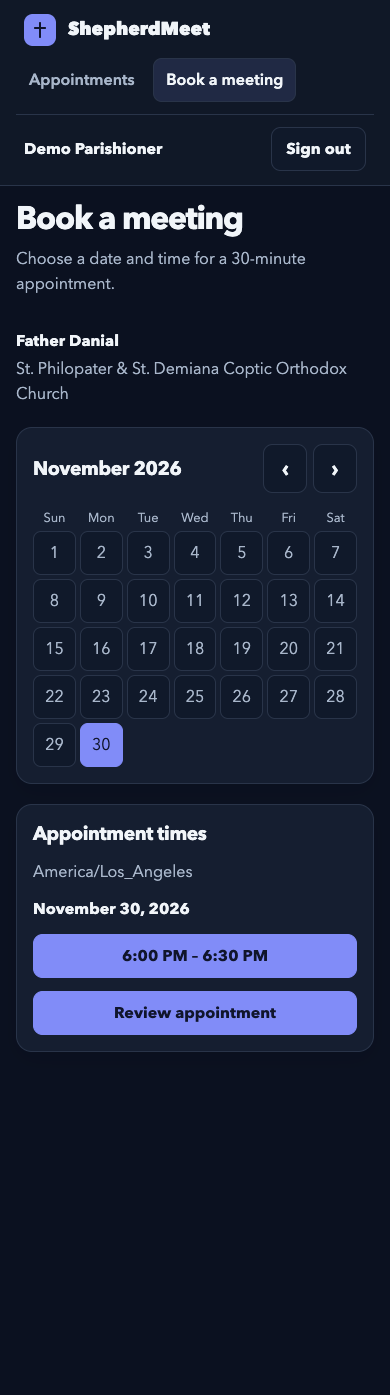 ✝ ShepherdMeet
Appointments Book a meeting
Demo Parishioner Sign out
Book a meeting
Choose a date and time for a 30-minute
appointment.
Father Danial
St. Philopater & St. Demiana Coptic Orthodox
Church
November 2026 ‹ ›
Sun Mon Tue Wed Thu Fri Sat
1 2 3 4 5 6 7
8 9 10 11 12 13 14
15 16 17 18 19 20 21
22 23 24 25 26 27 28
29 30
Appointment times
America/Los_Angeles
November 30, 2026
6:00 PM – 6:30 PM
Review appointment